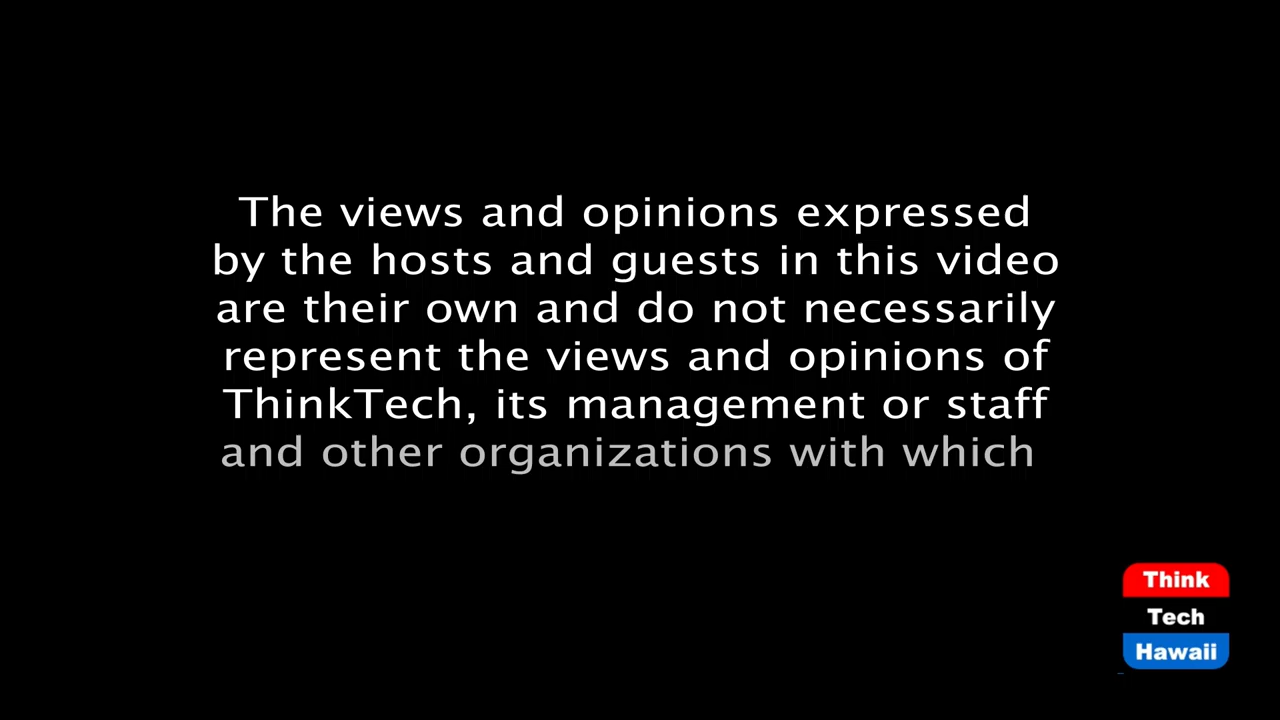 The views and opinions expressed
by the hosts and guests in this video
are their own and do not necessarily
represent the views and opinions of
ThinkTech, its management or staff
and other organizations with which
Think
Tech
Hawaii